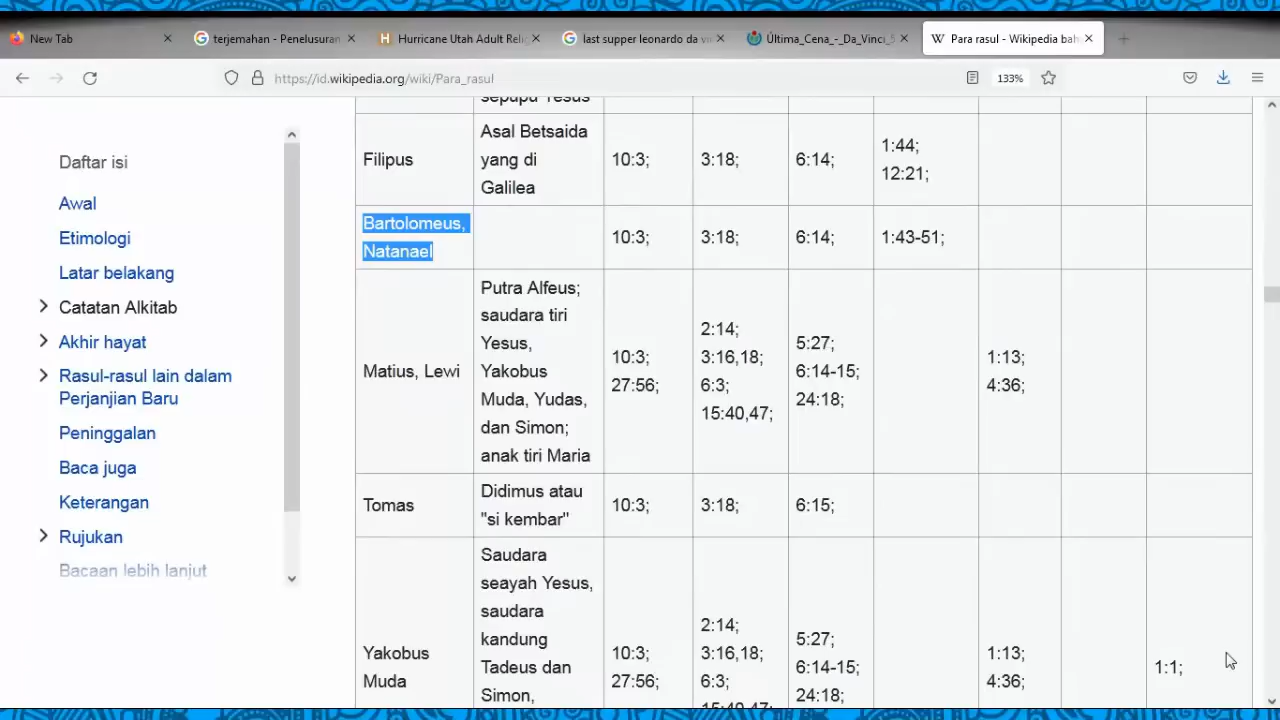 New Tab
terjemahan - Penelusuran
Hurricane Utah Adult Reli
last supper leonardo da vi
Última_Cena_-_Da_Vinci_
Para rasul - Wikipedia bah
https://id.wikipedia.org/wiki/Para_rasul
133%
Daftar isi
Awal
Etimologi
Latar belakang
Catatan Alkitab
Akhir hayat
Rasul-rasul lain dalam
Perjanjian Baru
Peninggalan
Baca juga
Keterangan
Rujukan
Bacaan lebih lanjut
sepupu Yesus
Filipus
Asal Betsaida
yang di
Galilea
10:3;
3:18;
6:14;
1:44;
12:21;
Bartolomeus,
Natanael
10:3;
3:18;
6:14;
1:43-51;
Matius, Lewi
Putra Alfeus;
saudara tiri
Yesus,
Yakobus
Muda, Yudas,
dan Simon;
anak tiri Maria
10:3;
27:56;
2:14;
3:16,18;
6:3;
15:40,47;
5:27;
6:14-15;
24:18;
1:13;
4:36;
Tomas
Didimus atau
"si kembar"
10:3;
3:18;
6:15;
Yakobus
Muda
Saudara
seayah Yesus,
saudara
kandung
Tadeus dan
Simon,
10:3;
27:56;
2:14;
3:16,18;
6:3;
15:40,47;
5:27;
6:14-15;
24:18;
1:13;
4:36;
1:1;